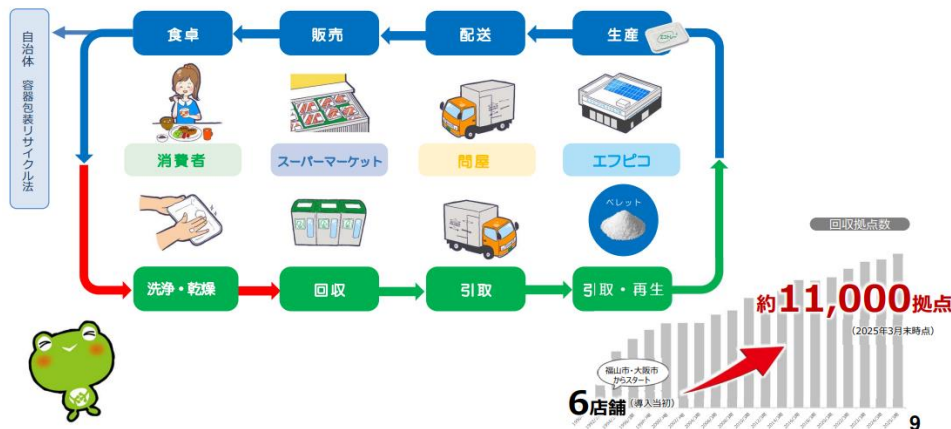 食卓
販売
配送
生産
エコトレー
自治体 容器包装リサイクル法
消費者
スーパーマーケット
問屋
エフピコ
ペレット
洗浄・乾燥
回収
引取
引取・再生
回収拠点数
約11,000拠点
(2025年3月末時点)
福山市・大阪市
からスタート
6店舗(導入当初)
9